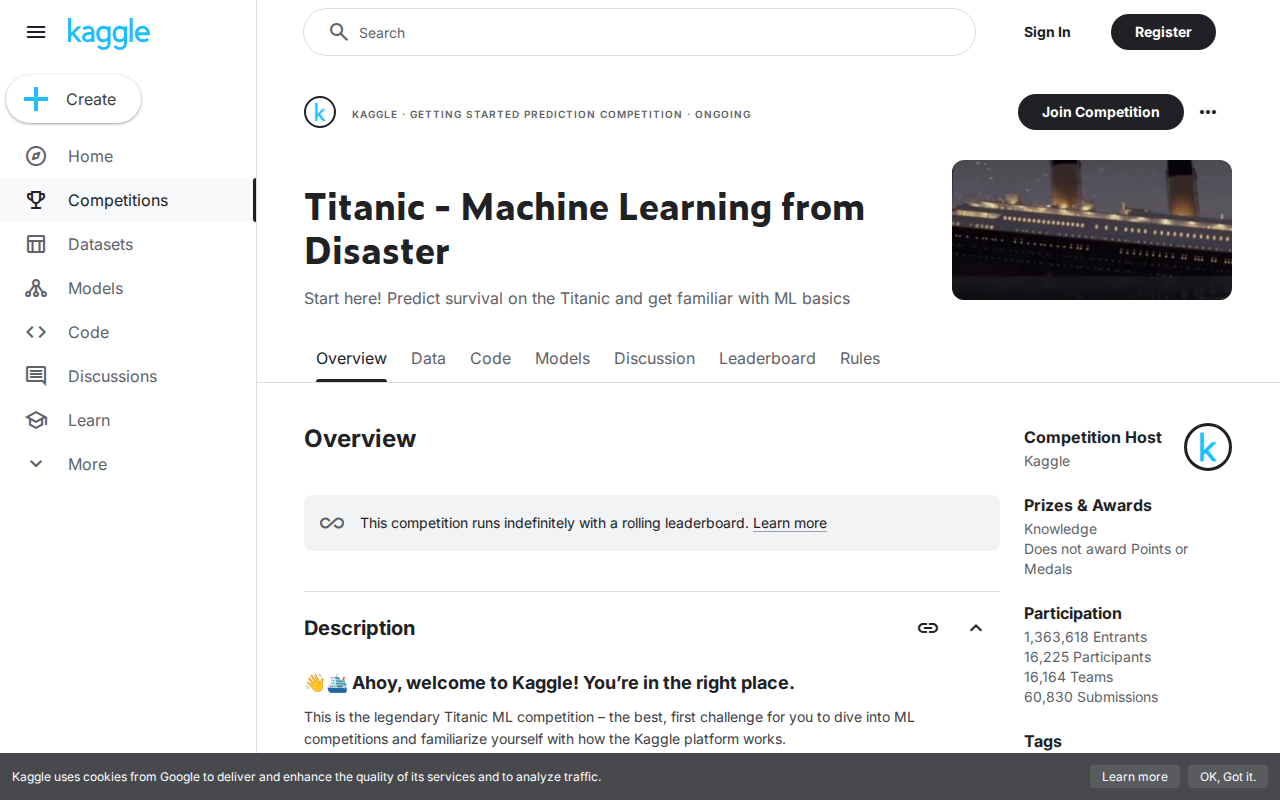 kaggle
Search
Sign In
Register
Create
Home
Competitions
Datasets
Models
Code
Discussions
Learn
More
k
KAGGLE · GETTING STARTED PREDICTION COMPETITION · ONGOING
Join Competition
Titanic - Machine Learning from
Disaster
Start here! Predict survival on the Titanic and get familiar with ML basics
Overview
Data
Code
Models
Discussion
Leaderboard
Rules
Overview
This competition runs indefinitely with a rolling leaderboard. Learn more
Description
👋🛳️ Ahoy, welcome to Kaggle! You’re in the right place.
This is the legendary Titanic ML competition – the best, first challenge for you to dive into ML
competitions and familiarize yourself with how the Kaggle platform works.
Competition Host
Kaggle
k
Prizes & Awards
Knowledge
Does not award Points or
Medals
Participation
1,363,618 Entrants
16,225 Participants
16,164 Teams
60,830 Submissions
Tags
Kaggle uses cookies from Google to deliver and enhance the quality of its services and to analyze traffic.
Learn more
OK, Got it.